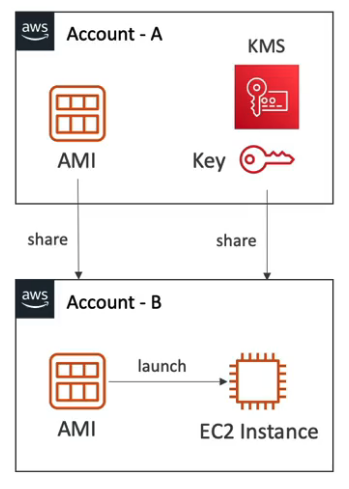 aws
Account - A
KMS
AMI
Key
share
share
aws
Account - B
launch
AMI
EC2 Instance